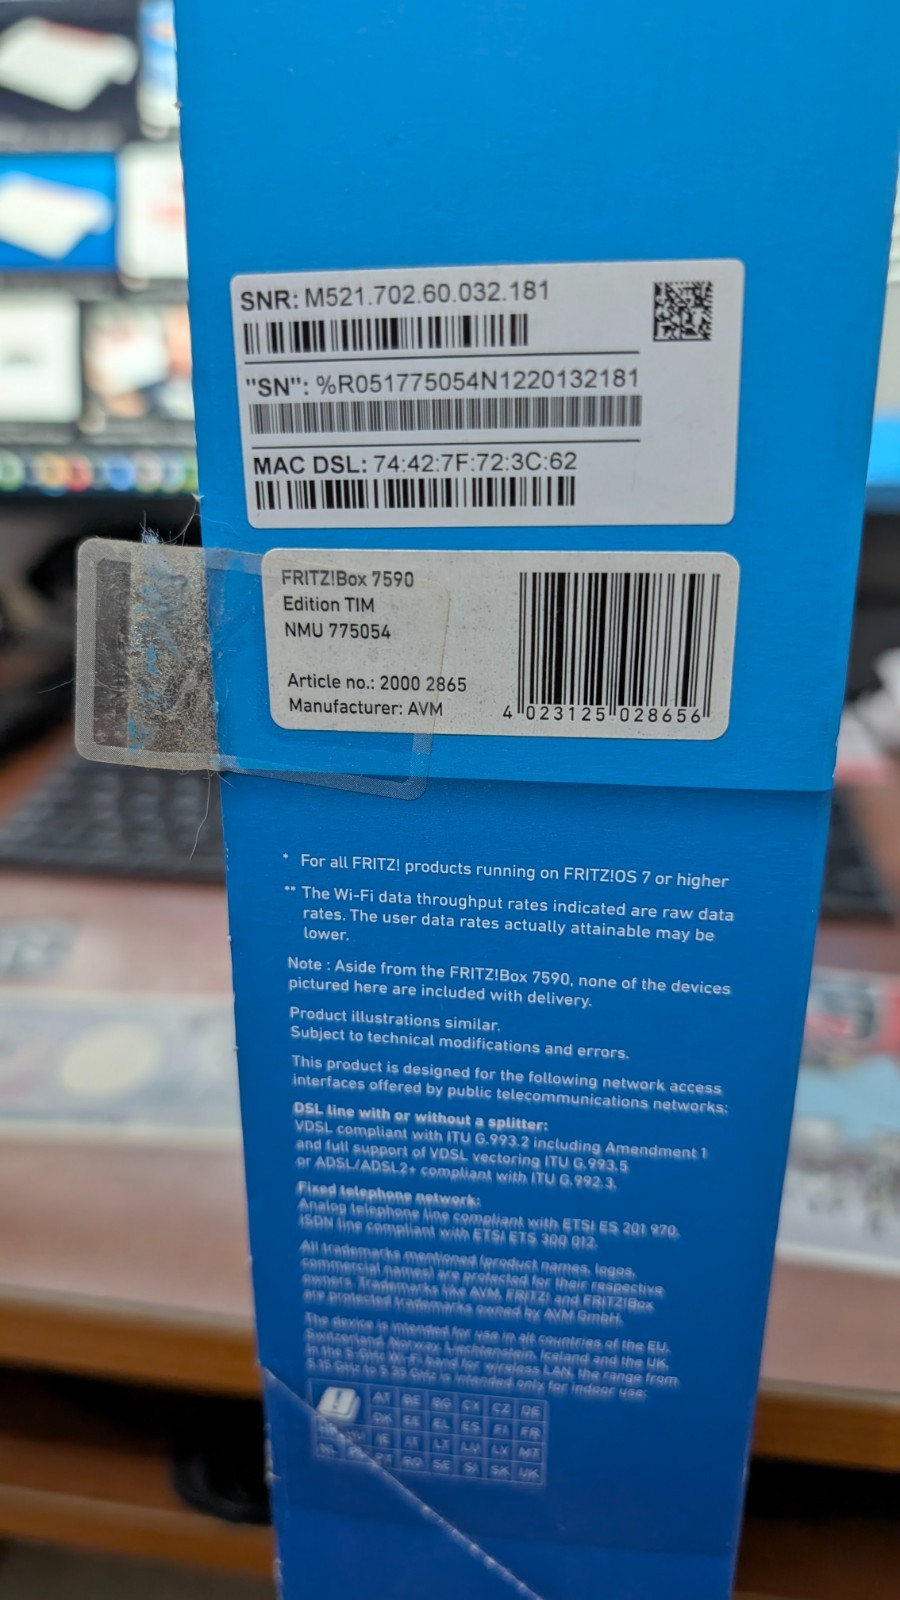 SNR: M521.702.60.032.181
"SN": %R051775054N1220132181
MAC DSL: 74:42:7F:72:3C:62
FRITZ!Box 7590
Edition TIM
NMU 775054
Article no.: 2000 2865
Manufacturer: AVM
4 023125 028656
* For all FRITZ! products running on FRITZ!OS 7 or higher
** The Wi-Fi data throughput rates indicated are raw data
rates. The user data rates actually attainable may be
lower.
Note : Aside from the FRITZ!Box 7590, none of the devices
pictured here are included with delivery.
Product illustrations similar.
Subject to technical modifications and errors.
This product is designed for the following network access
interfaces offered by public telecommunications networks:
DSL line with or without a splitter:
VDSL compliant with ITU G.993.2 including Amendment 1
and full support of VDSL vectoring ITU G.993.5
or ADSL/ADSL2+ compliant with ITU G.992.3.
Fixed telephone network:
Analog telephone line compliant with ETSI ES 201 970.
ISDN line compliant with ETSI ETS 300 012.
All trademarks mentioned (product names, logos,
commercial names) are protected for their respective
owners. Trademarks like AVM, FRITZ! and FRITZ!Box
are protected trademarks owned by AVM GmbH.
The device is intended for use in all countries of the EU,
Switzerland, Norway, Liechtenstein, Iceland and the UK.
In the 5-GHz Wi-Fi band for wireless LAN, the range from
5.15 GHz to 5.35 GHz is intended only for indoor use:
AT BE BG CZ DE
DK EE EL ES FI FR
IE IT LT LU LV MT
NL PT RO SE SI SK UK